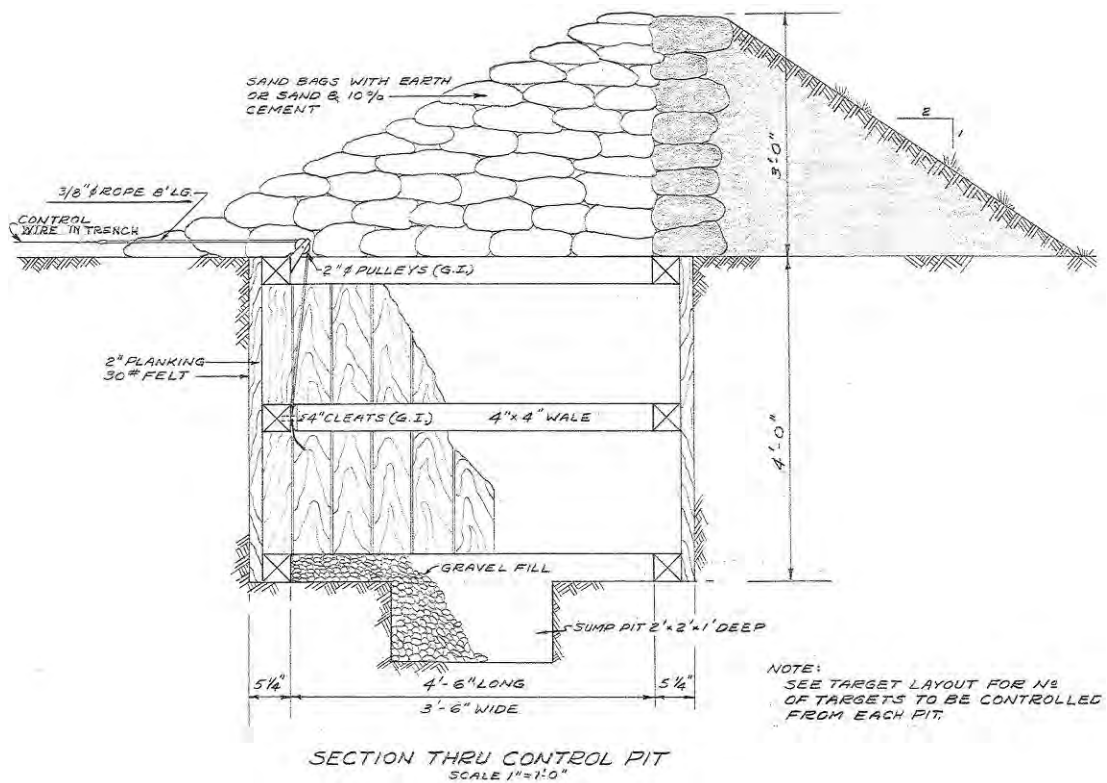 SAND BAGS WITH EARTH
OR SAND & 10%
CEMENT
2
1
3'-0"
3/8"⌀ ROPE 8' LG.
CONTROL
WIRE IN TRENCH
2"⌀ PULLEYS (G.I.)
2" PLANKING
30# FELT
4" CLEATS (G.I.)
4" x 4" WALE
4'-0"
GRAVEL FILL
SUMP PIT 2' x 2' x 1' DEEP
5 1/4"
4'-6" LONG
5 1/4"
3'-6" WIDE
NOTE:
SEE TARGET LAYOUT FOR Nº
OF TARGETS TO BE CONTROLLED
FROM EACH PIT.
SECTION THRU CONTROL PIT
SCALE 1"=1'-0"